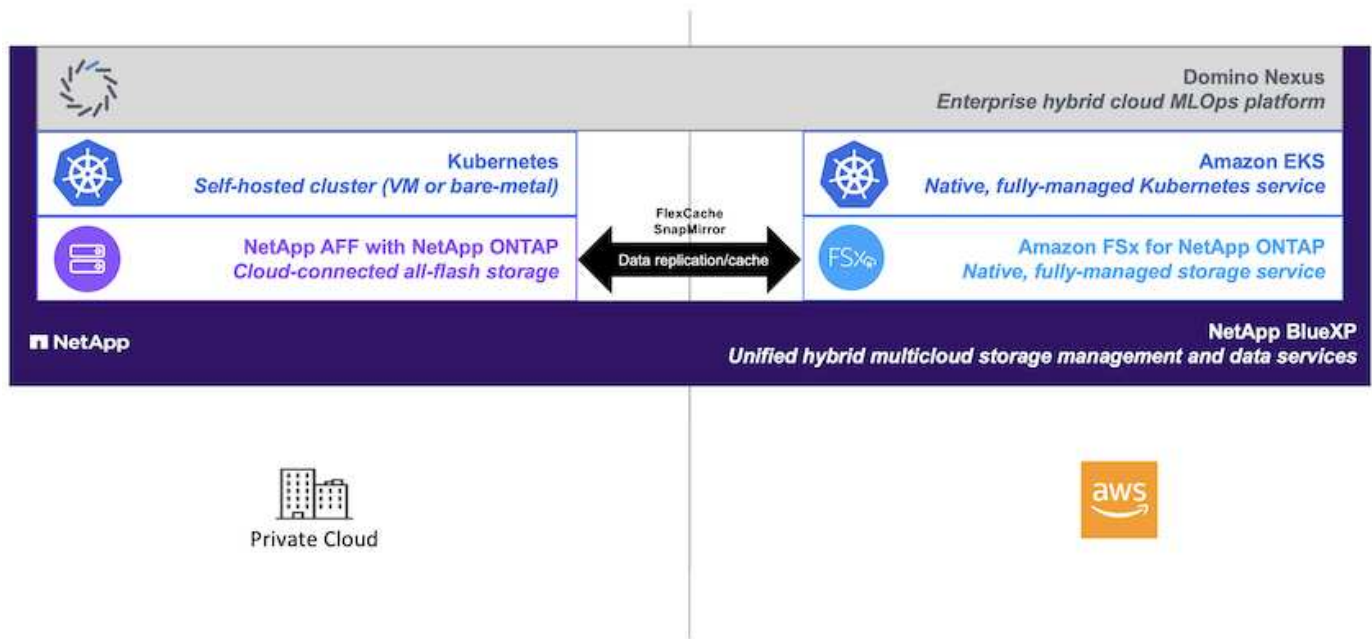 Domino Nexus
Enterprise hybrid cloud MLOps platform
Kubernetes
Self-hosted cluster (VM or bare-metal)
Amazon EKS
Native, fully-managed Kubernetes service
FlexCache
SnapMirror
Data replication/cache
NetApp AFF with NetApp ONTAP
Cloud-connected all-flash storage
FSx
Amazon FSx for NetApp ONTAP
Native, fully-managed storage service
NetApp
NetApp BlueXP
Unified hybrid multicloud storage management and data services
Private Cloud
aws